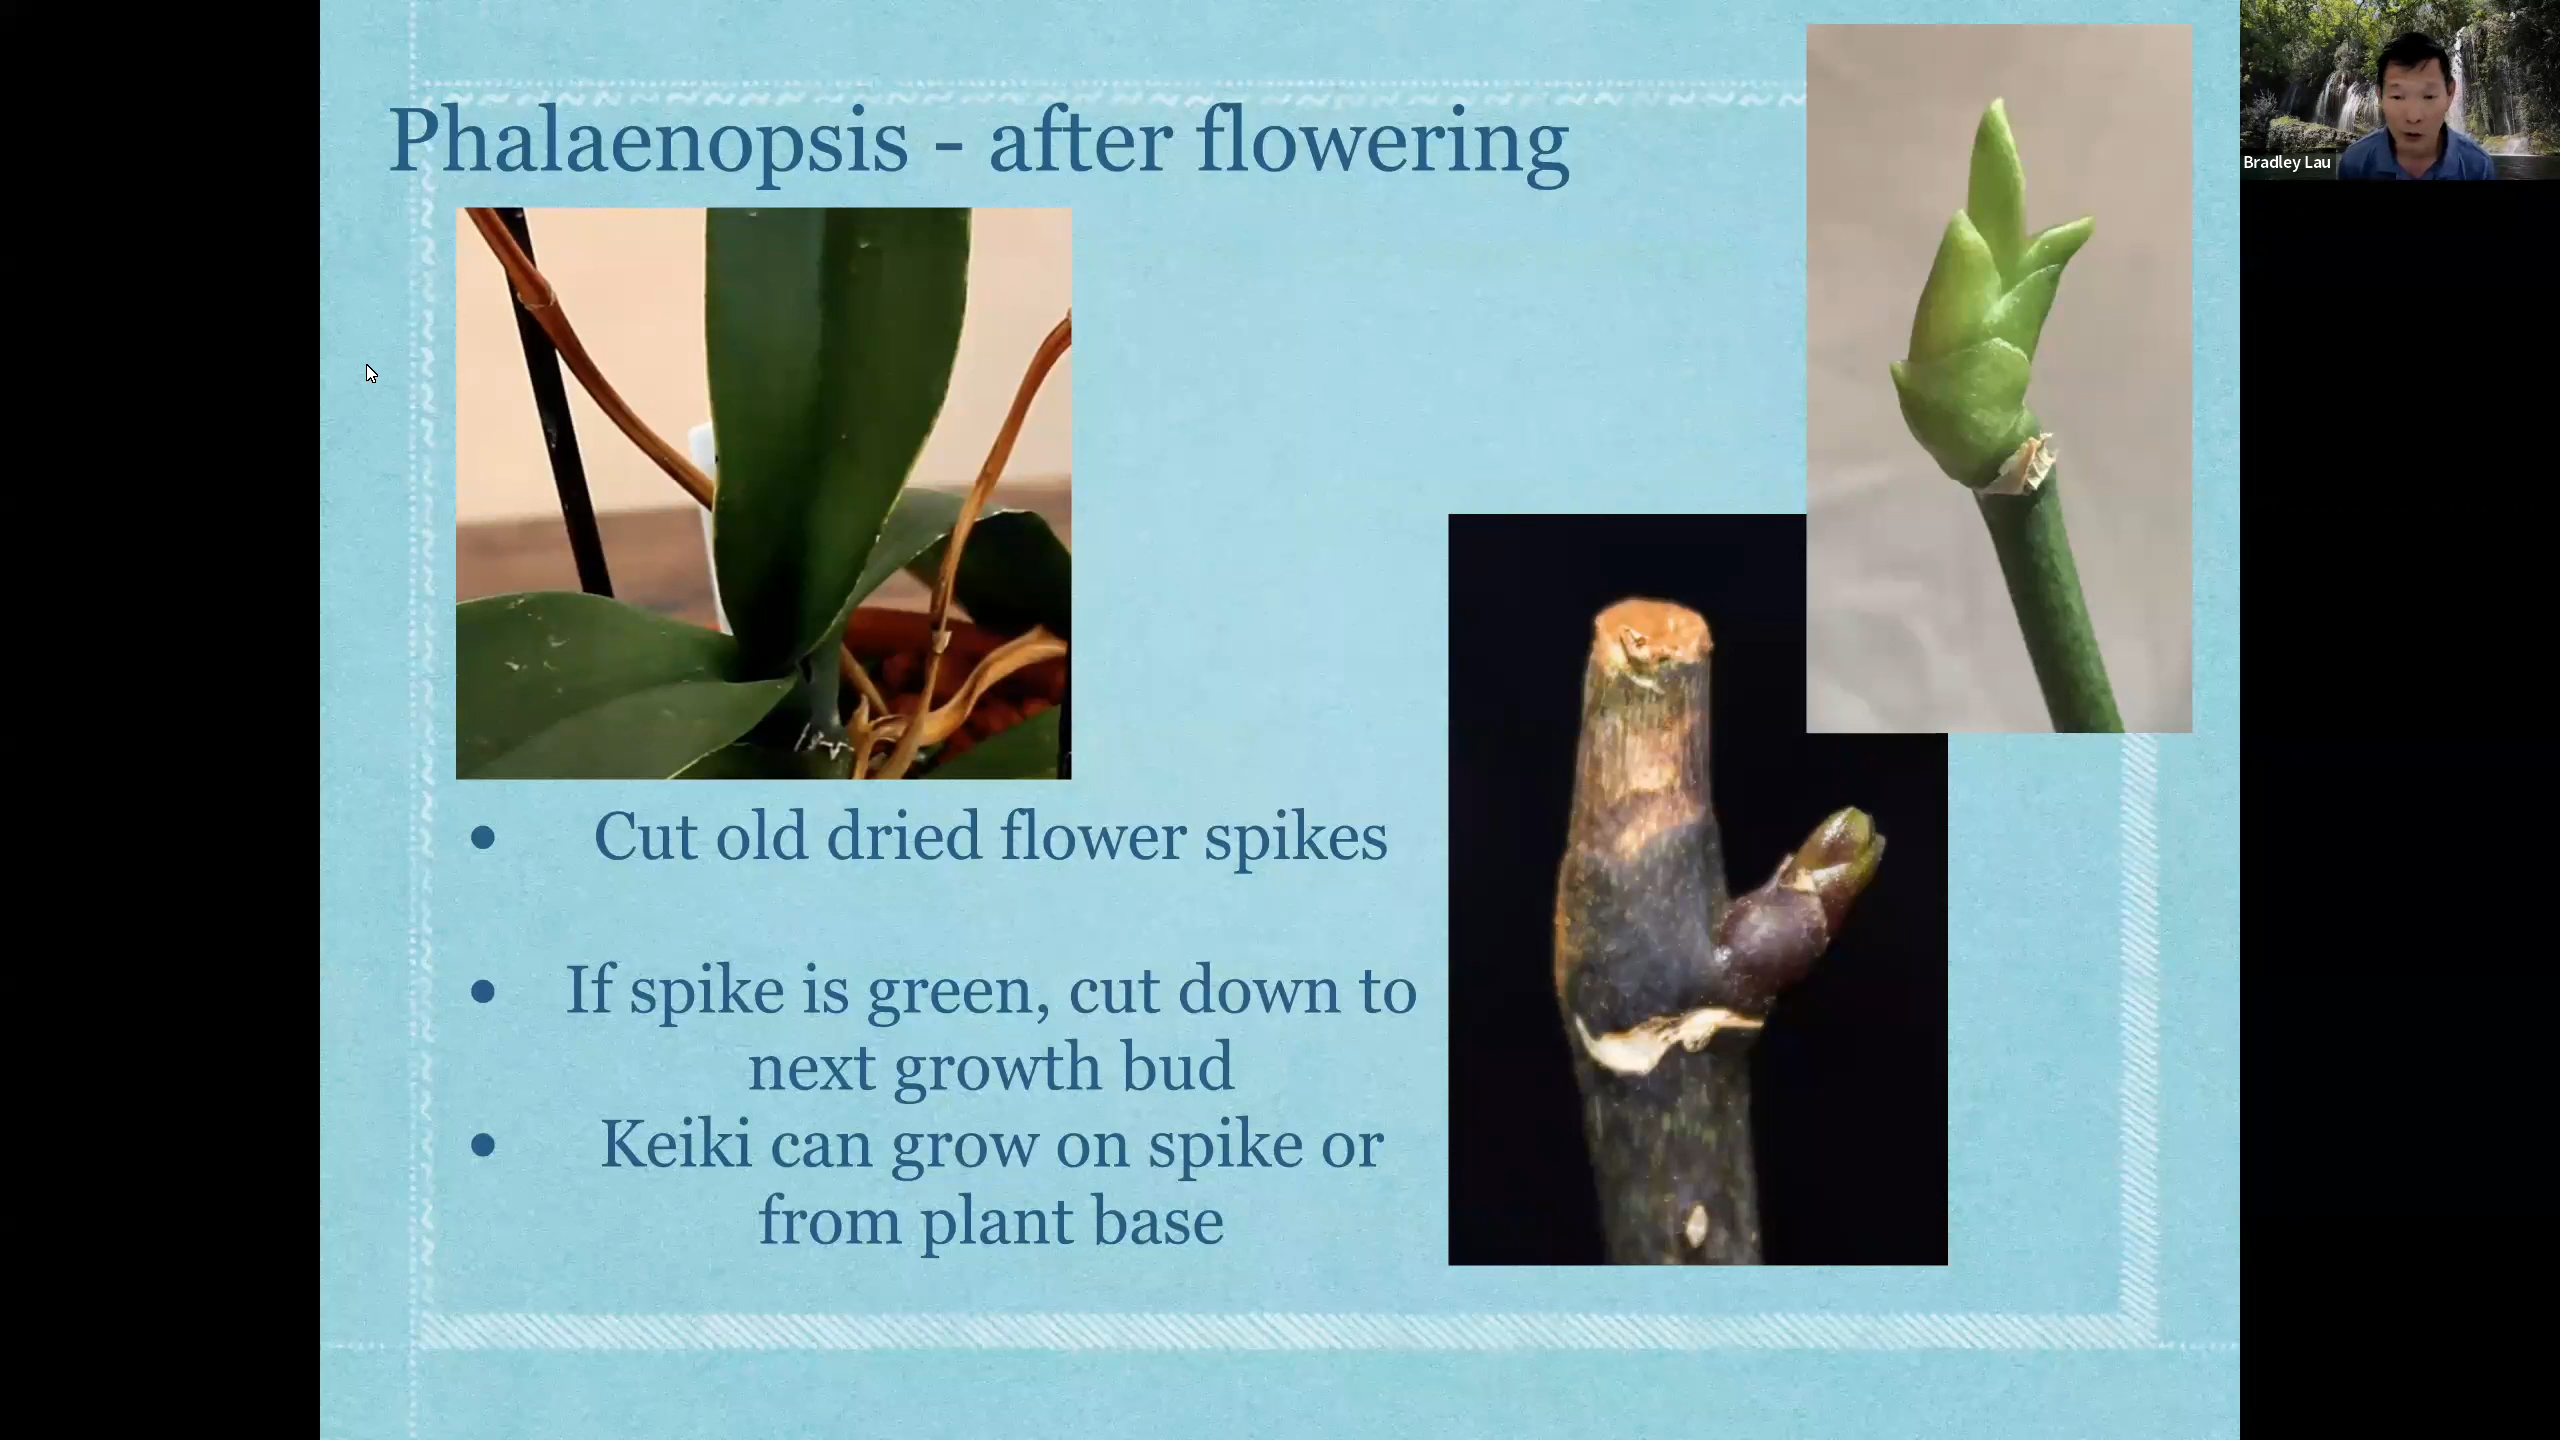 Phalaenopsis - after flowering
Bradley Lau
• Cut old dried flower spikes
• If spike is green, cut down to
next growth bud
• Keiki can grow on spike or
from plant base